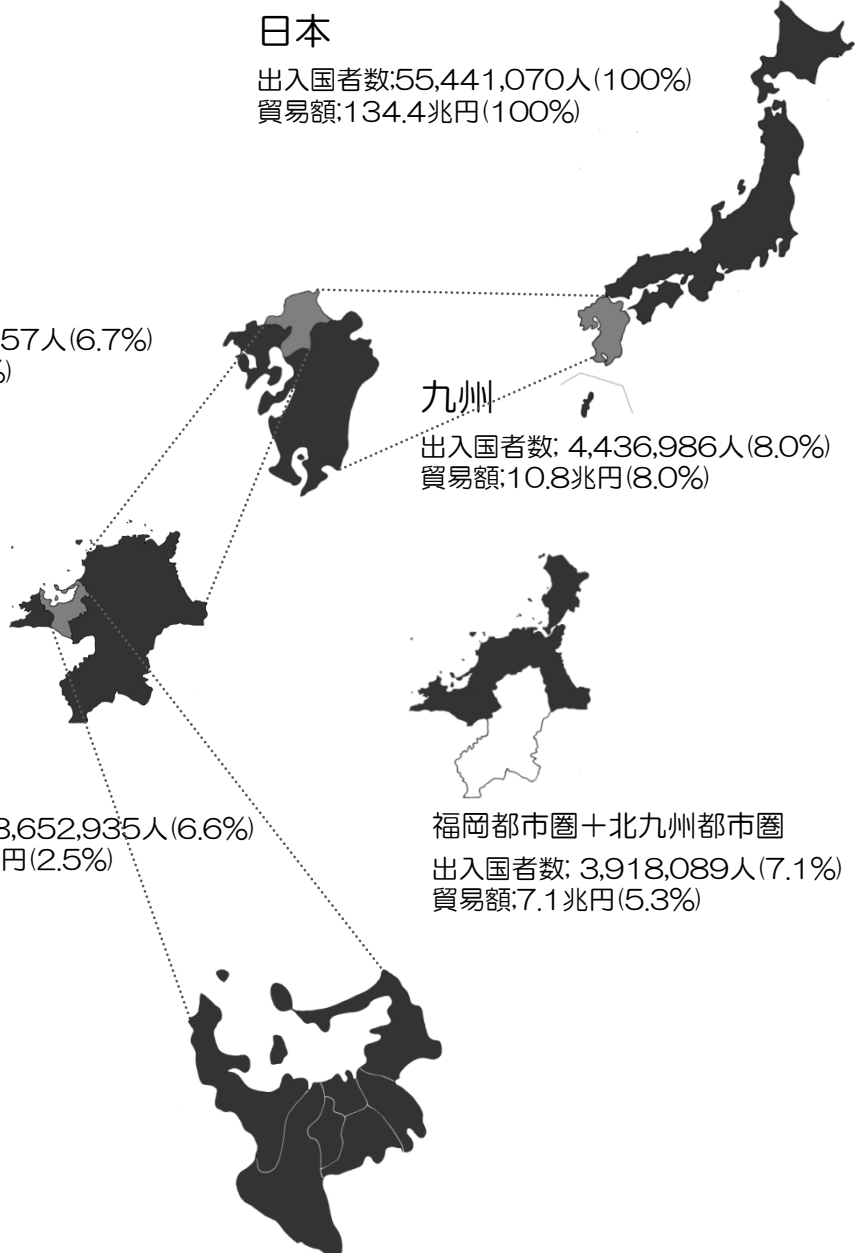 日本
出入国者数;55,441,070人(100%)
貿易額;134.4兆円(100%)
57人(6.7%)
%)
九州
出入国者数; 4,436,986人(8.0%)
貿易額;10.8兆円(8.0%)
3,652,935人(6.6%)
円(2.5%)
福岡都市圏+北九州都市圏
出入国者数; 3,918,089人(7.1%)
貿易額;7.1兆円(5.3%)